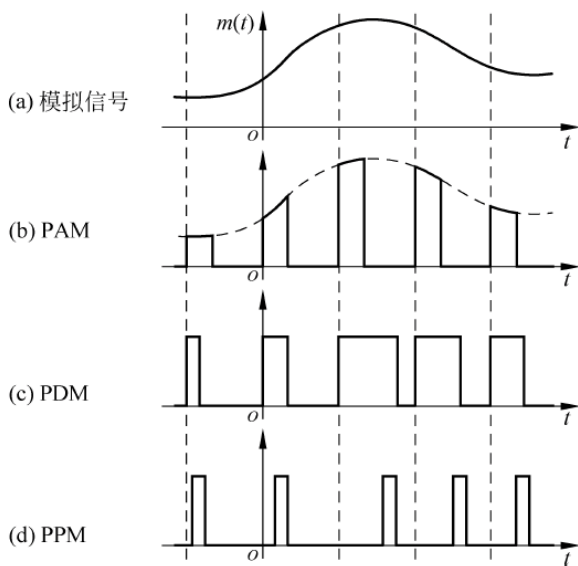 m(t)
(a) 模拟信号
o
t
(b) PAM
o
t
(c) PDM
o
t
(d) PPM
o
t